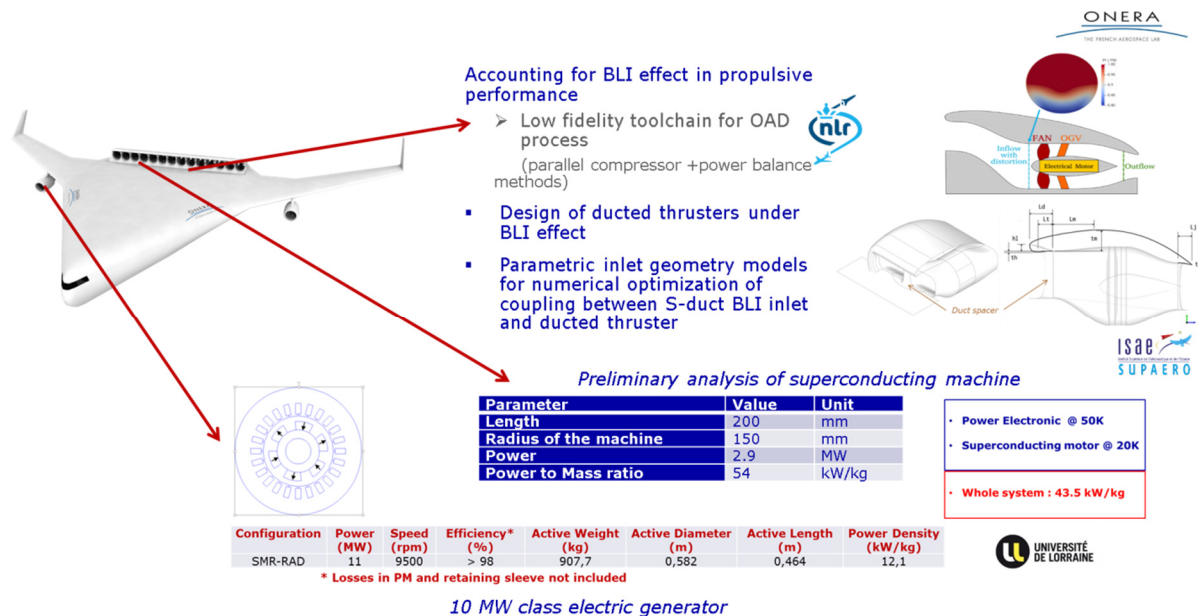 ONERA
THE FRENCH AEROSPACE LAB
Accounting for BLI effect in propulsive
performance
➢ Low fidelity toolchain for OAD
process
(parallel compressor +power balance
methods)
nlr
▪ Design of ducted thrusters under
BLI effect
▪ Parametric inlet geometry models
for numerical optimization of
coupling between S-duct BLI inlet
and ducted thruster
FAN OGV
Inflow
with
distortion
Electrical Motor
Outflow
Ld
Lt Lm
Lj
hl
th
tm
Duct spacer
ONERA
isae
SUPAERO
Preliminary analysis of superconducting machine
Parameter Value Unit
Length 200 mm
Radius of the machine 150 mm
Power 2.9 MW
Power to Mass ratio 54 kW/kg
· Power Electronic @ 50K
· Superconducting motor @ 20K
· Whole system : 43.5 kW/kg
Configuration Power (MW) Speed (rpm) Efficiency* (%) Active Weight (kg) Active Diameter (m) Active Length (m) Power Density (kW/kg)
SMR-RAD 11 9500 > 98 907,7 0,582 0,464 12,1
* Losses in PM and retaining sleeve not included
UNIVERSITÉ
DE LORRAINE
10 MW class electric generator